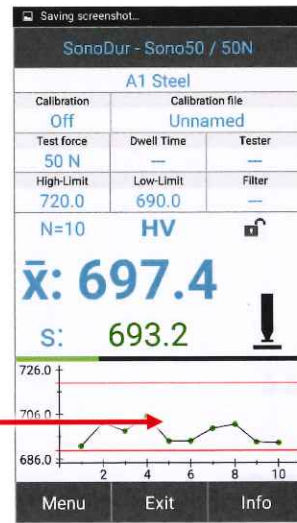 Saving screenshot...
SonoDur - Sono50 / 50N
A1 Steel
Calibration Calibration file
Off Unnamed
Test force Dwell Time Tester
50 N --- ---
High-Limit Low-Limit Filter
720.0 690.0 ---
N=10 HV
x̄: 697.4
s: 693.2
726.0
706.0
686.0
2 4 6 8 10
Menu Exit Info